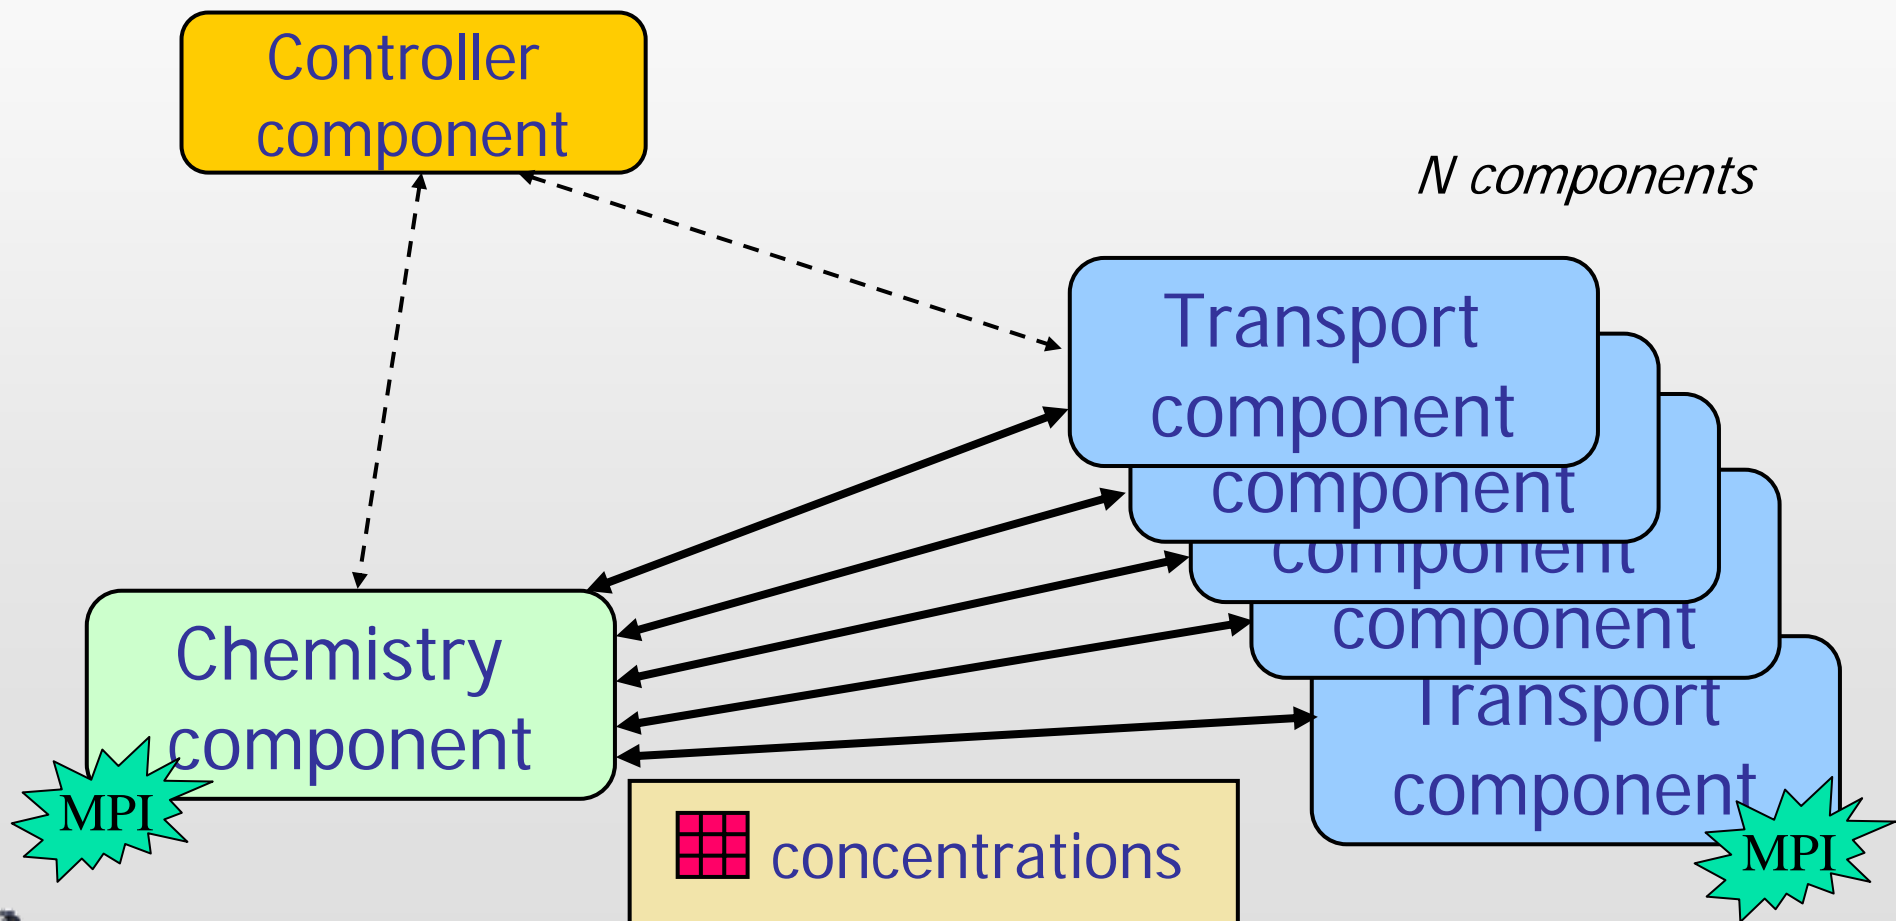 Controller
component
N components
Transport
component
component
component
component
Transport
component
Chemistry
component
MPI
MPI
concentrations